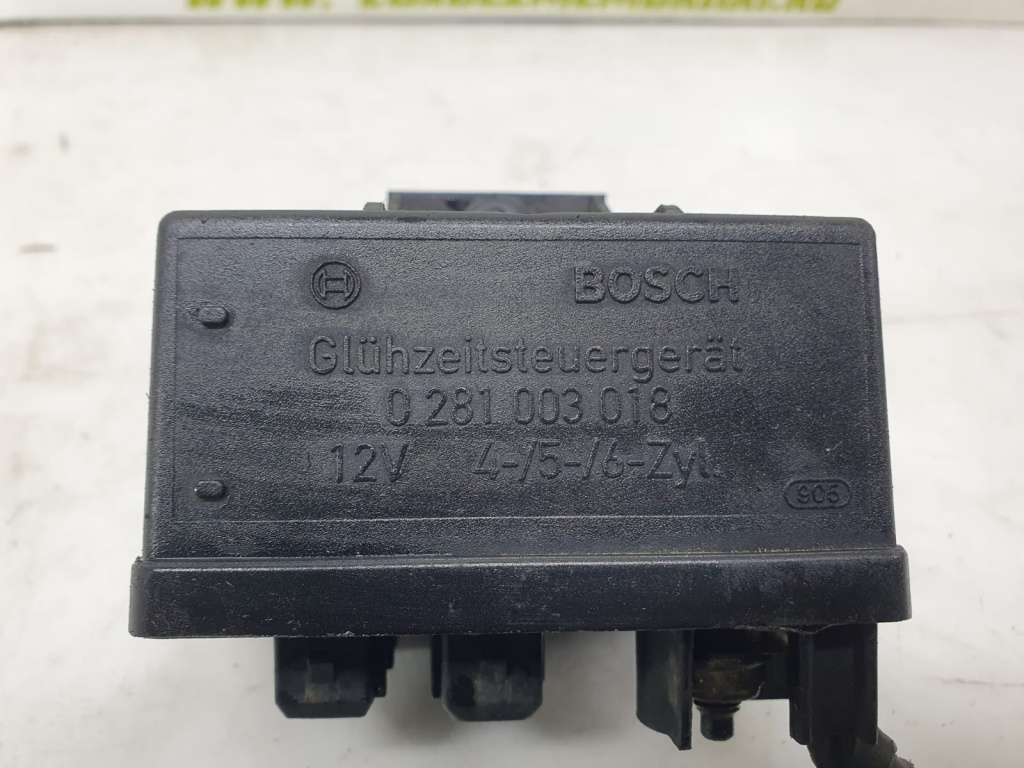 BOSCH
Glühzeitsteuergerät
0 281 003 018
12V 4-/5-/6-Zyl.
905